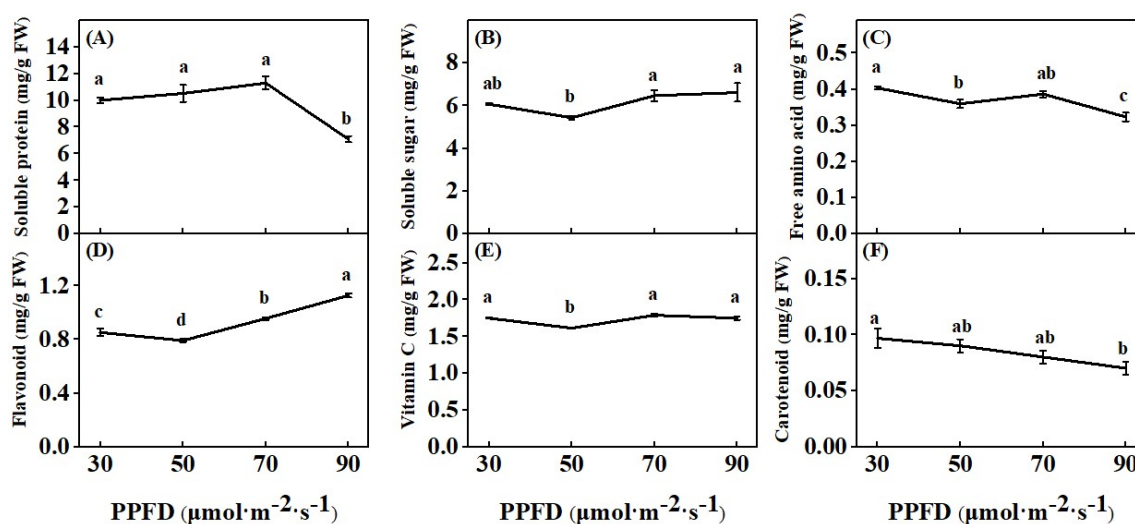 (A)
Soluble protein (mg/g FW)
14
12
10
8
6
4
2
0
a
a
a
b
(B)
Soluble sugar (mg/g FW)
8
6
4
2
0
ab
b
a
a
(C)
Free amino acid (mg/g FW)
0.5
0.4
0.3
0.2
0.1
0.0
a
b
ab
c
(D)
Flavonoid (mg/g FW)
1.2
0.8
0.4
0.0
c
d
b
a
30 50 70 90
PPFD (μmol·m⁻²·s⁻¹)
(E)
Vitamin C (mg/g FW)
2.5
2.0
1.5
1.0
0.5
0.0
a
b
a
a
30 50 70 90
PPFD (μmol·m⁻²·s⁻¹)
(F)
Carotenoid (mg/g FW)
0.15
0.10
0.05
0.00
a
ab
ab
b
30 50 70 90
PPFD (μmol·m⁻²·s⁻¹)